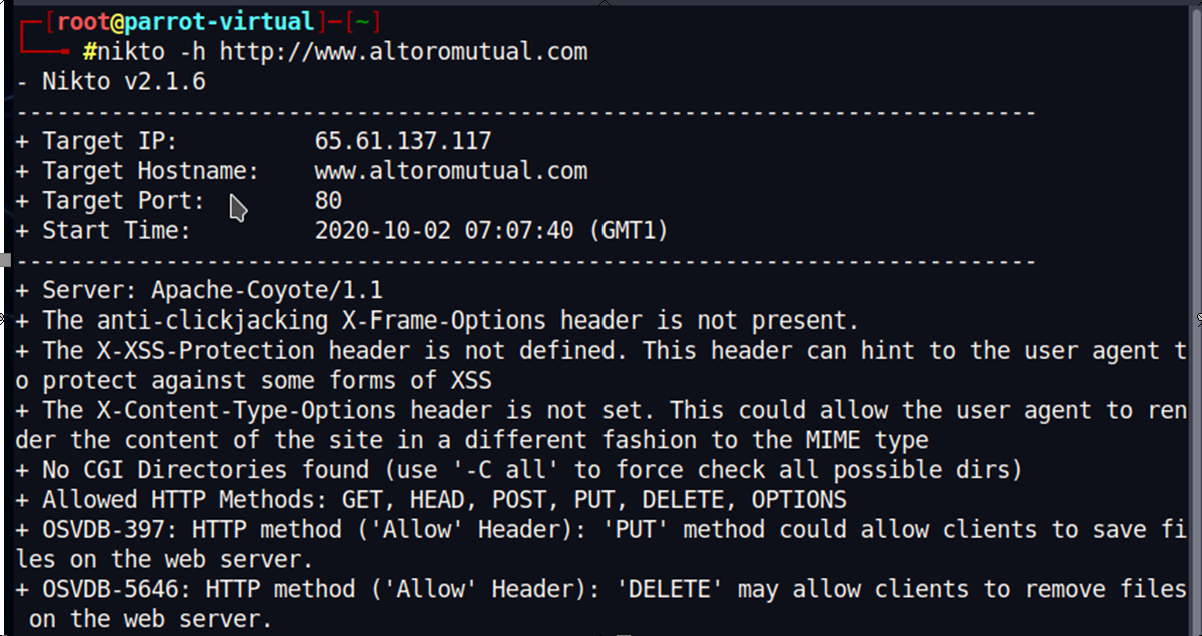 ┌─[root@parrot-virtual]─[~]
└──╼ #nikto -h http://www.altoromutual.com
- Nikto v2.1.6
---------------------------------------------------------------------------
+ Target IP:          65.61.137.117
+ Target Hostname:    www.altoromutual.com
+ Target Port:        80
+ Start Time:         2020-10-02 07:07:40 (GMT1)
---------------------------------------------------------------------------
+ Server: Apache-Coyote/1.1
+ The anti-clickjacking X-Frame-Options header is not present.
+ The X-XSS-Protection header is not defined. This header can hint to the user agent t
o protect against some forms of XSS
+ The X-Content-Type-Options header is not set. This could allow the user agent to ren
der the content of the site in a different fashion to the MIME type
+ No CGI Directories found (use '-C all' to force check all possible dirs)
+ Allowed HTTP Methods: GET, HEAD, POST, PUT, DELETE, OPTIONS
+ OSVDB-397: HTTP method ('Allow' Header): 'PUT' method could allow clients to save fi
les on the web server.
+ OSVDB-5646: HTTP method ('Allow' Header): 'DELETE' may allow clients to remove files
 on the web server.